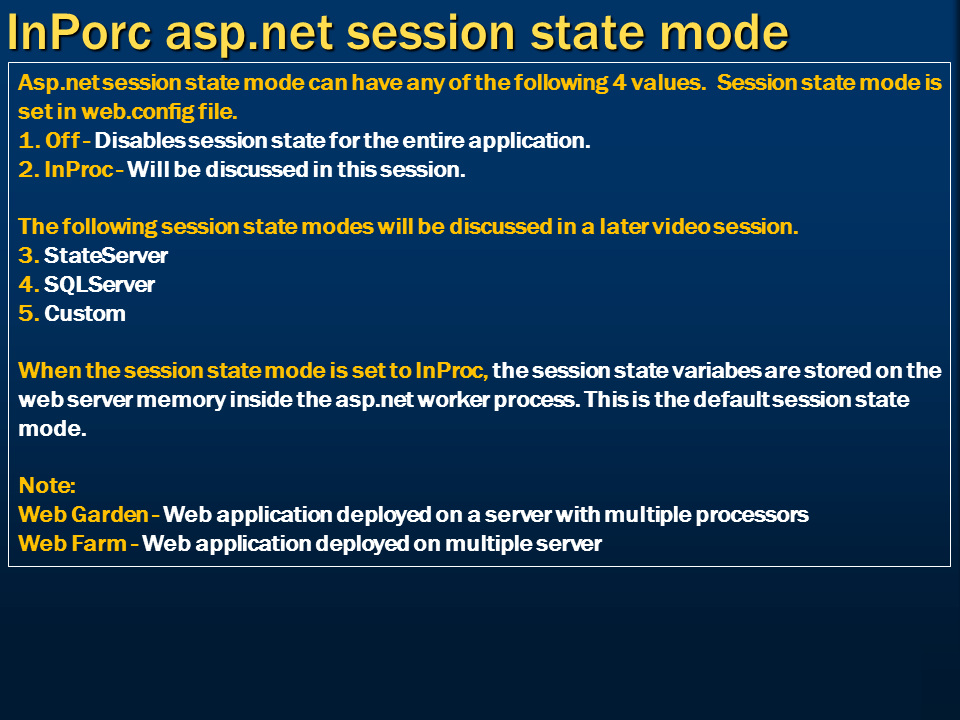 InPorc asp.net session state mode
Asp.net session state mode can have any of the following 4 values. Session state mode is
set in web.config file.
1. Off - Disables session state for the entire application.
2. InProc - Will be discussed in this session.
The following session state modes will be discussed in a later video session.
3. StateServer
4. SQLServer
5. Custom
When the session state mode is set to InProc, the session state variabes are stored on the
web server memory inside the asp.net worker process. This is the default session state
mode.
Note:
Web Garden - Web application deployed on a server with multiple processors
Web Farm - Web application deployed on multiple server